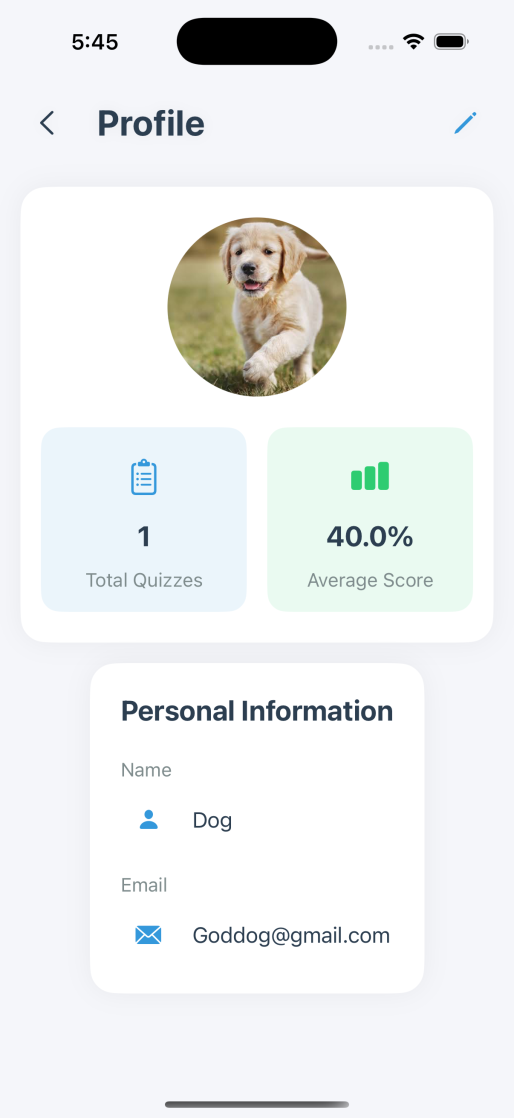 5:45
Profile
1
40.0%
Total Quizzes
Average Score
Personal Information
Name
Dog
Email
Goddog@gmail.com